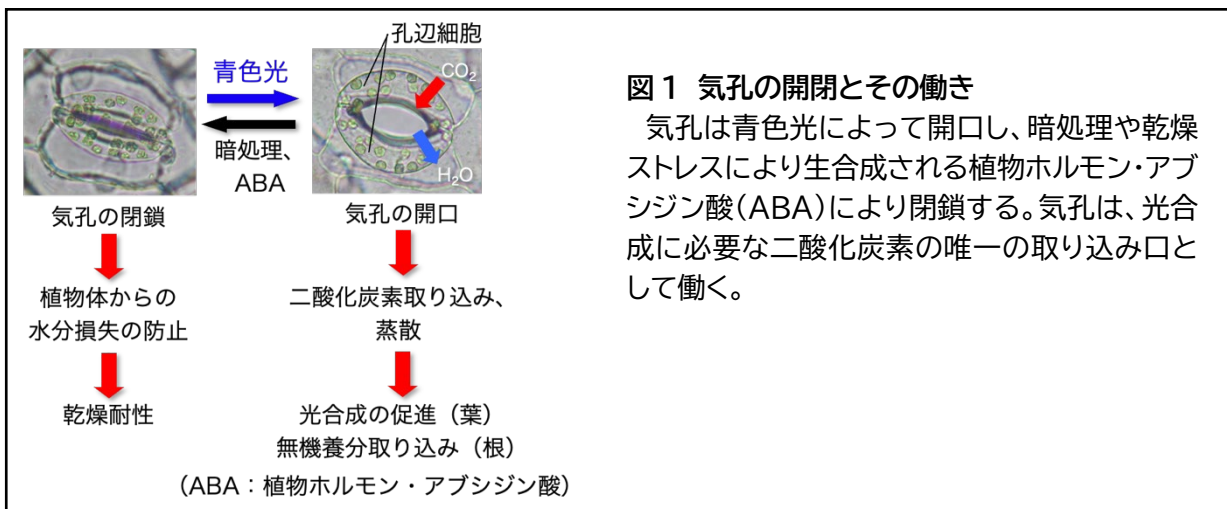 孔辺細胞
青色光
CO₂
暗処理、
ABA
H₂O
気孔の閉鎖
気孔の開口
植物体からの
水分損失の防止
二酸化炭素取り込み、
蒸散
乾燥耐性
光合成の促進（葉）
無機養分取り込み（根）
（ABA：植物ホルモン・アブシジン酸）
図１ 気孔の開閉とその働き
気孔は青色光によって開口し、暗処理や乾燥
ストレスにより生合成される植物ホルモン・アブ
シジン酸（ABA）により閉鎖する。気孔は、光合
成に必要な二酸化炭素の唯一の取り込み口と
して働く。